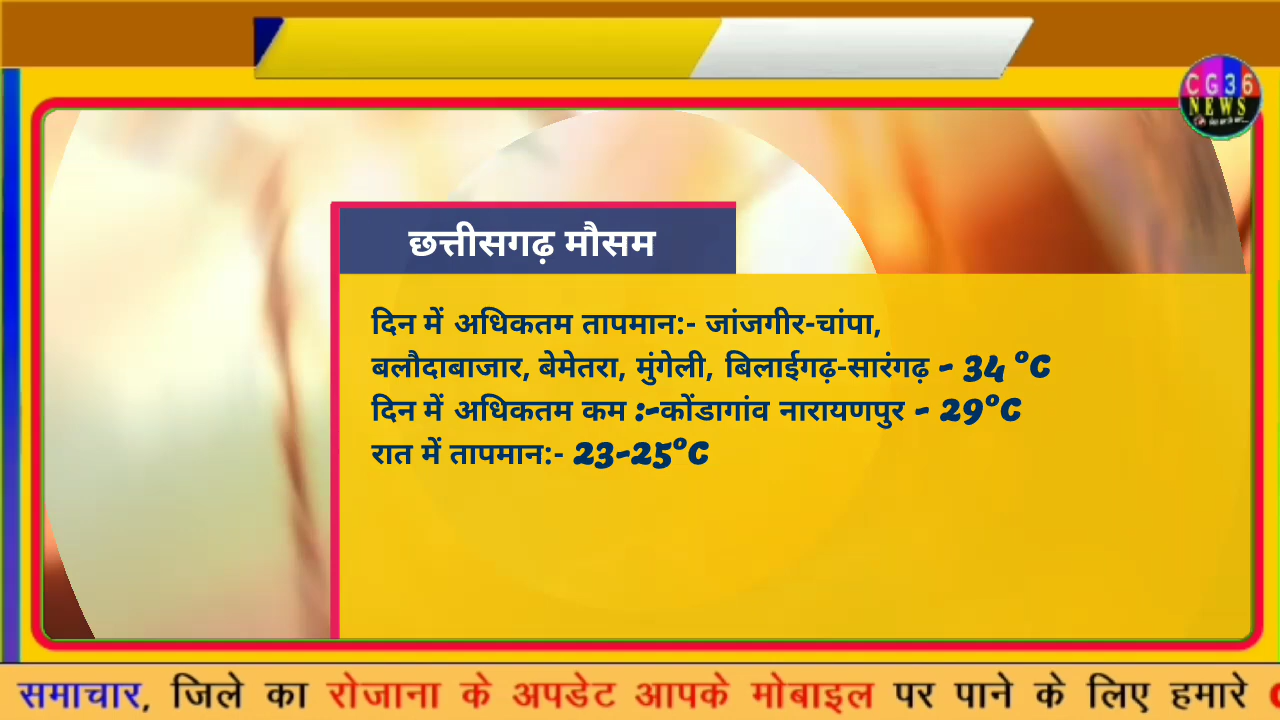 CG36
NEWS
छत्तीसगढ़ मौसम
दिन में अधिकतम तापमान:- जांजगीर-चांपा,
बलौदाबाजार, बेमेतरा, मुंगेली, बिलाईगढ़-सारंगढ़ - 34 °C
दिन में अधिकतम कम :-कोंडागांव नारायणपुर - 29°C
रात में तापमान:- 23-25°C
समाचार, जिले का रोजाना के अपडेट आपके मोबाइल पर पाने के लिए हमारे